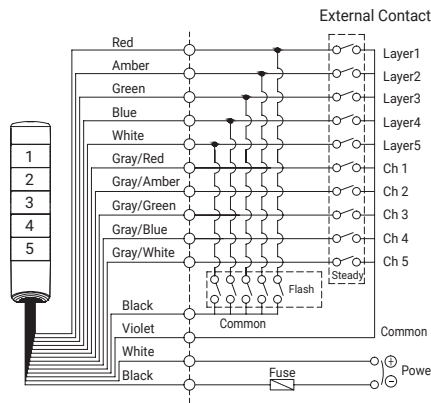 External Contact
Red
Layer1
Amber
Layer2
Green
Layer3
Blue
Layer4
White
Layer5
Gray/Red
Ch 1
Gray/Amber
Ch 2
Gray/Green
Ch 3
Gray/Blue
Ch 4
Gray/White
Ch 5
1
2
3
4
5
Steady
Flash
Black
Common
Violet
Common
White
+
Powe
Black
Fuse
−